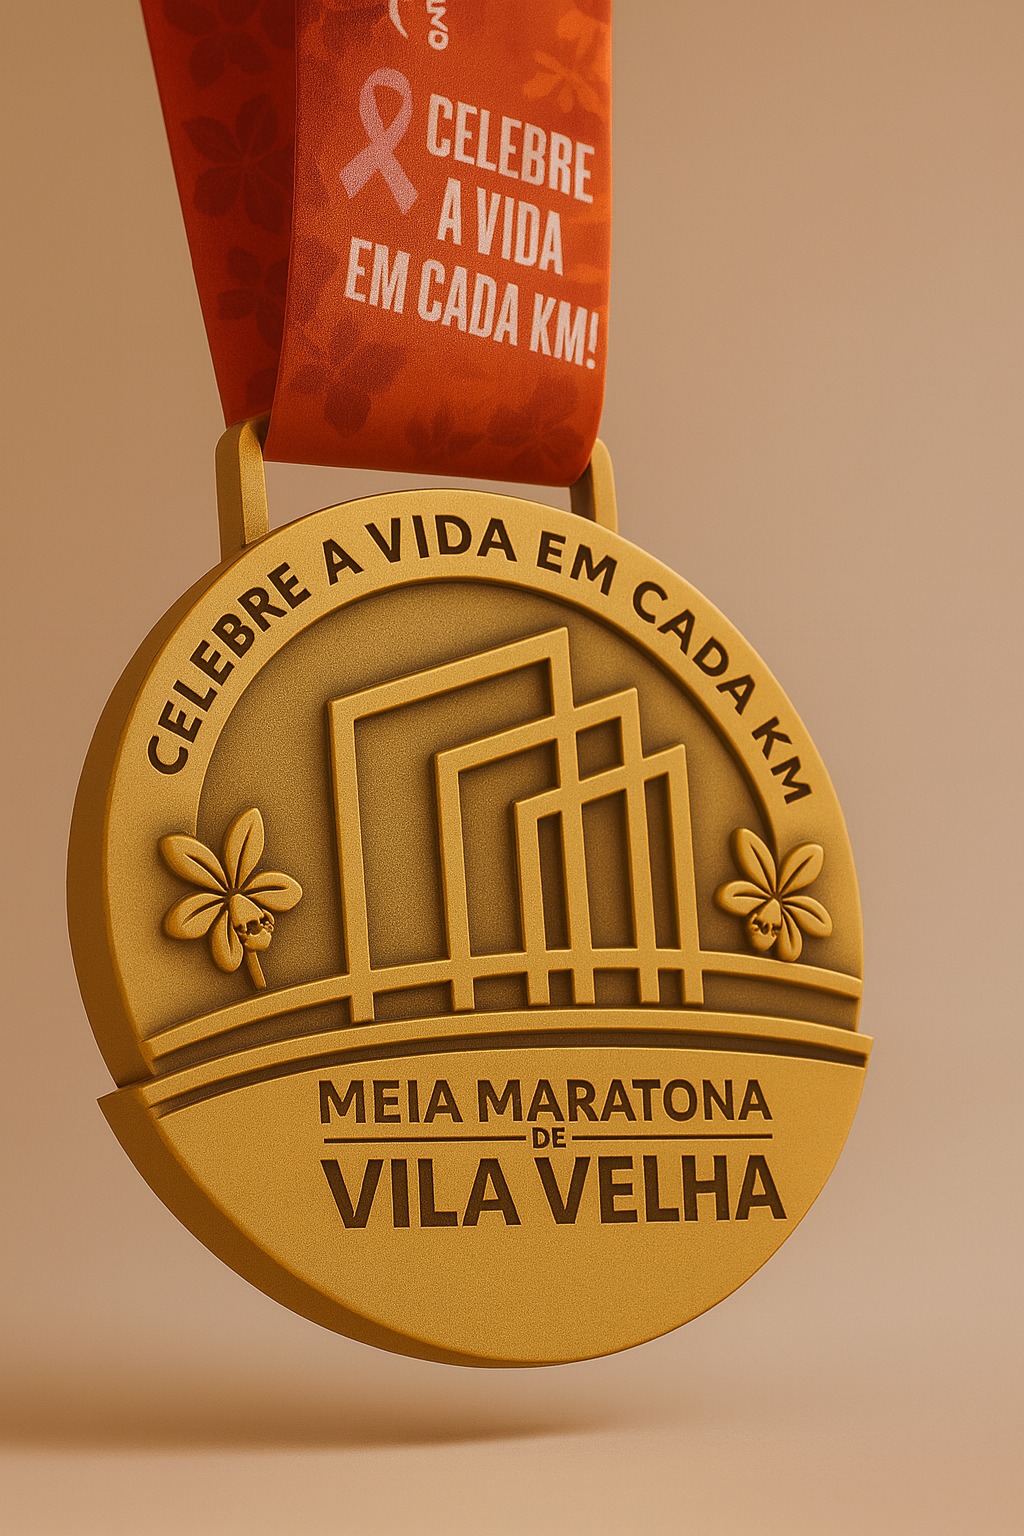 CELEBRE
A VIDA
EM CADA KM!
CELEBRE A VIDA EM CADA KM
MEIA MARATONA
DE
VILA VELHA